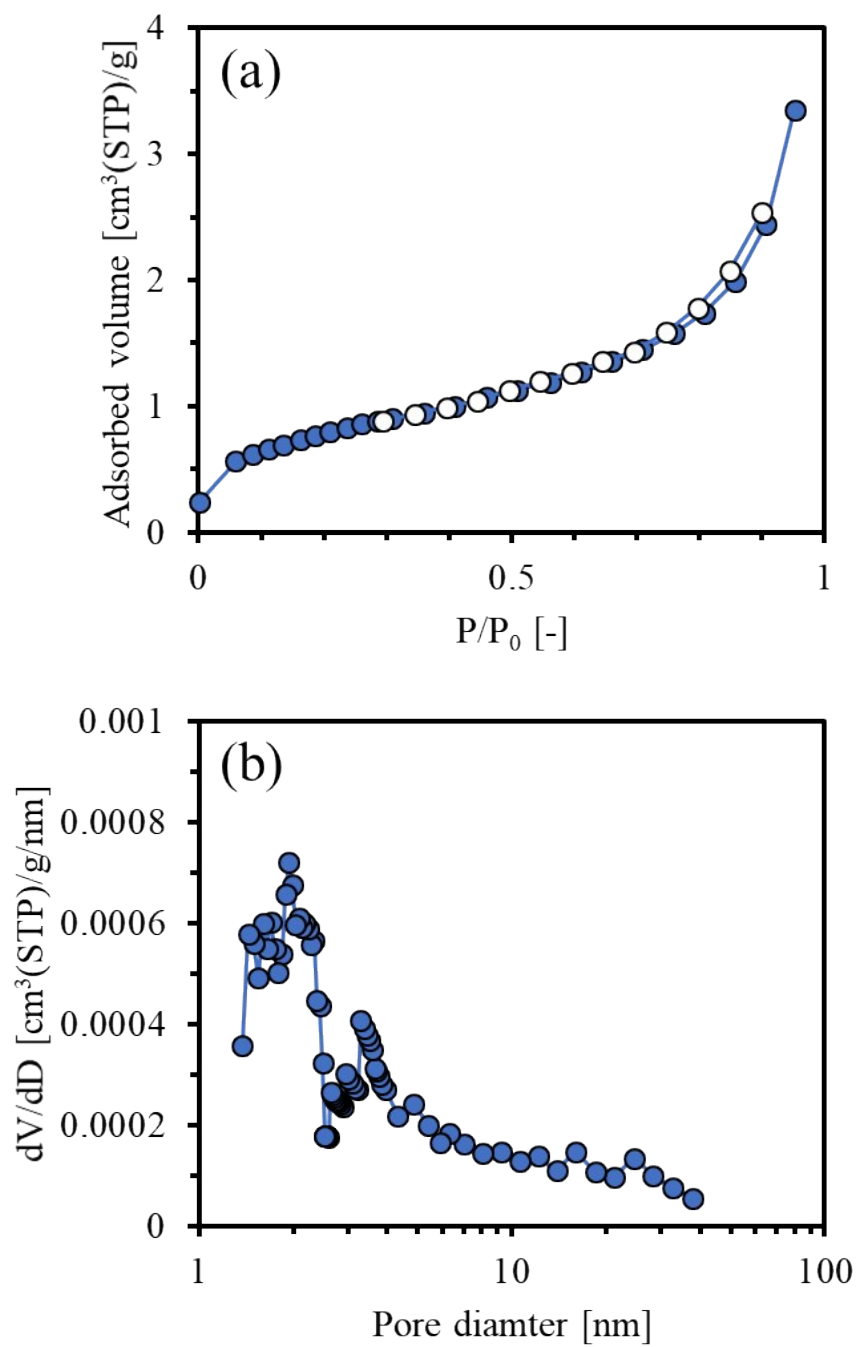 (a)
Adsorbed volume [cm³(STP)/g]
4
3
2
1
0
0 0.5 1
P/P₀ [-]
(b)
dV/dD [cm³(STP)/g/nm]
0.001
0.0008
0.0006
0.0004
0.0002
0
1 10 100
Pore diamter [nm]